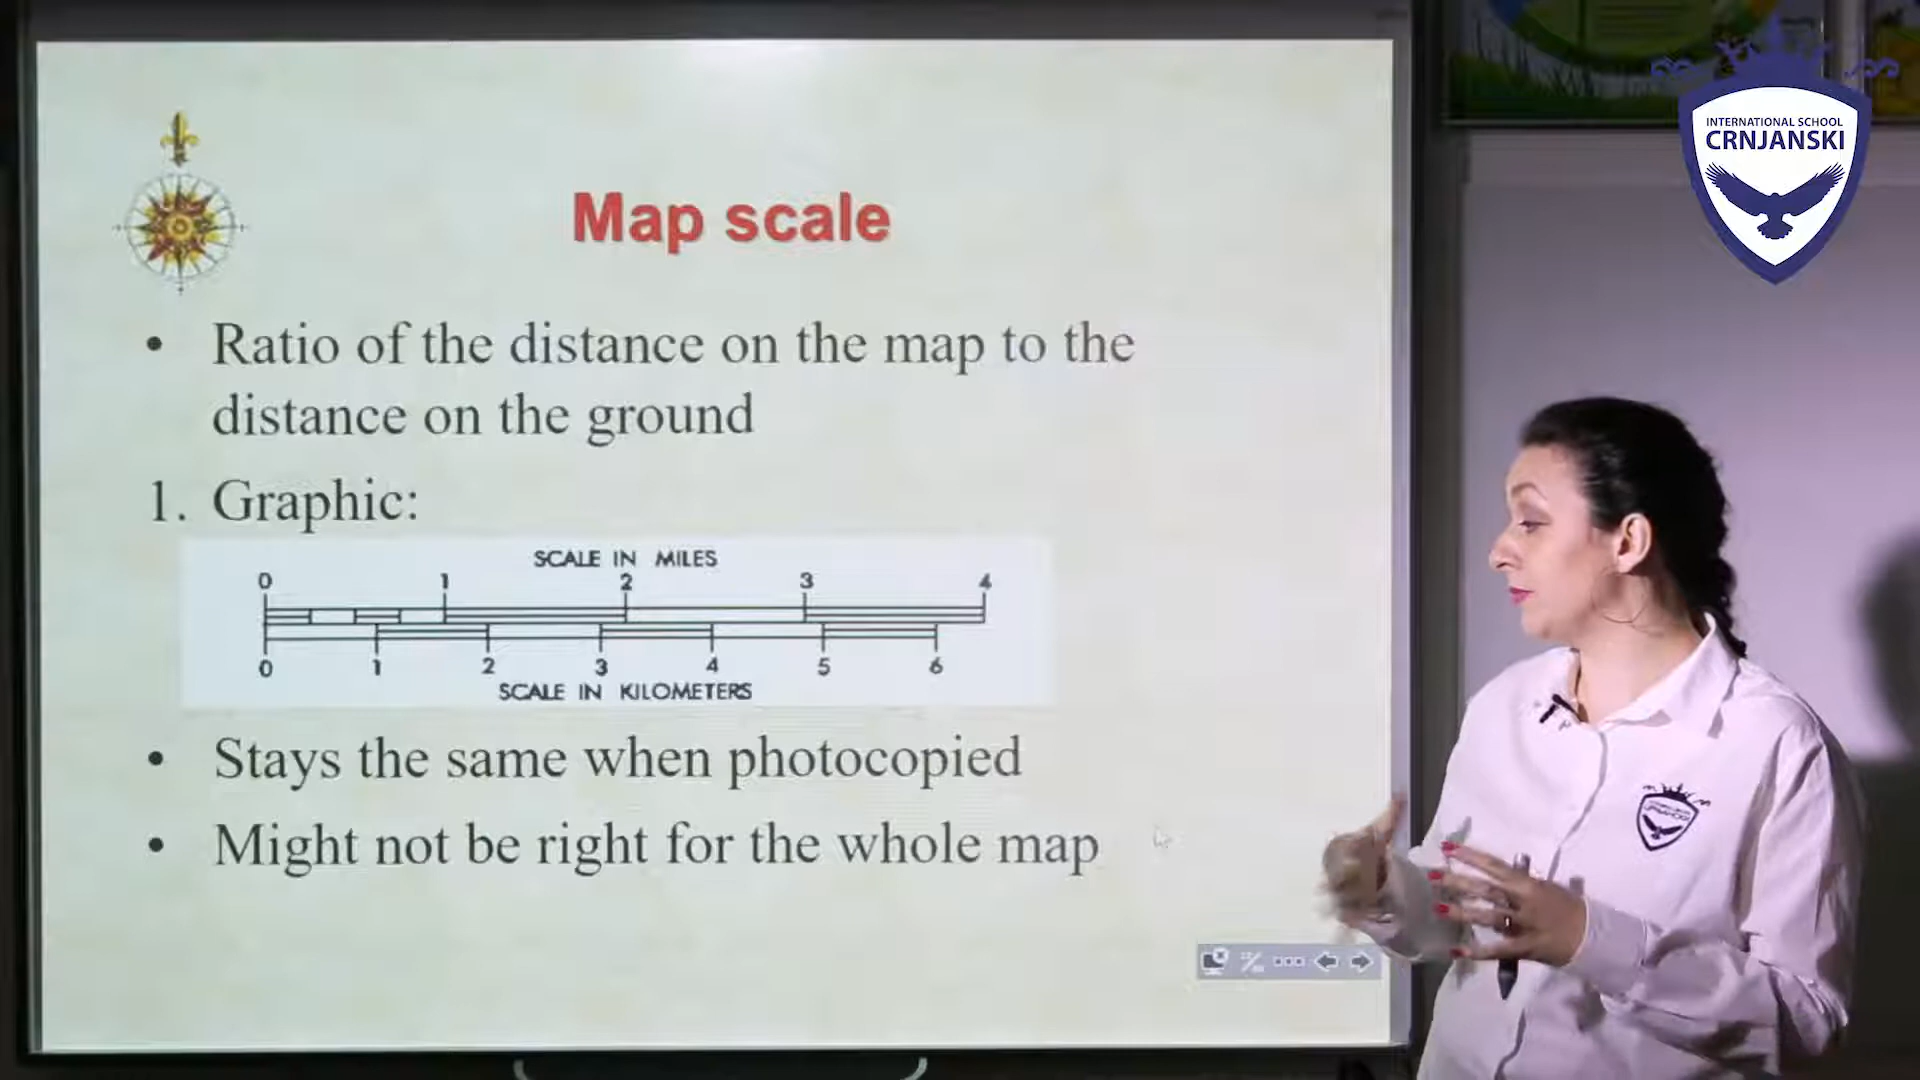 Map scale
• Ratio of the distance on the map to the
distance on the ground
1. Graphic:
SCALE IN MILES
0 1 2 3 4
0 1 2 3 4 5 6
SCALE IN KILOMETERS
• Stays the same when photocopied
• Might not be right for the whole map
INTERNATIONAL SCHOOL
CRNJANSKI